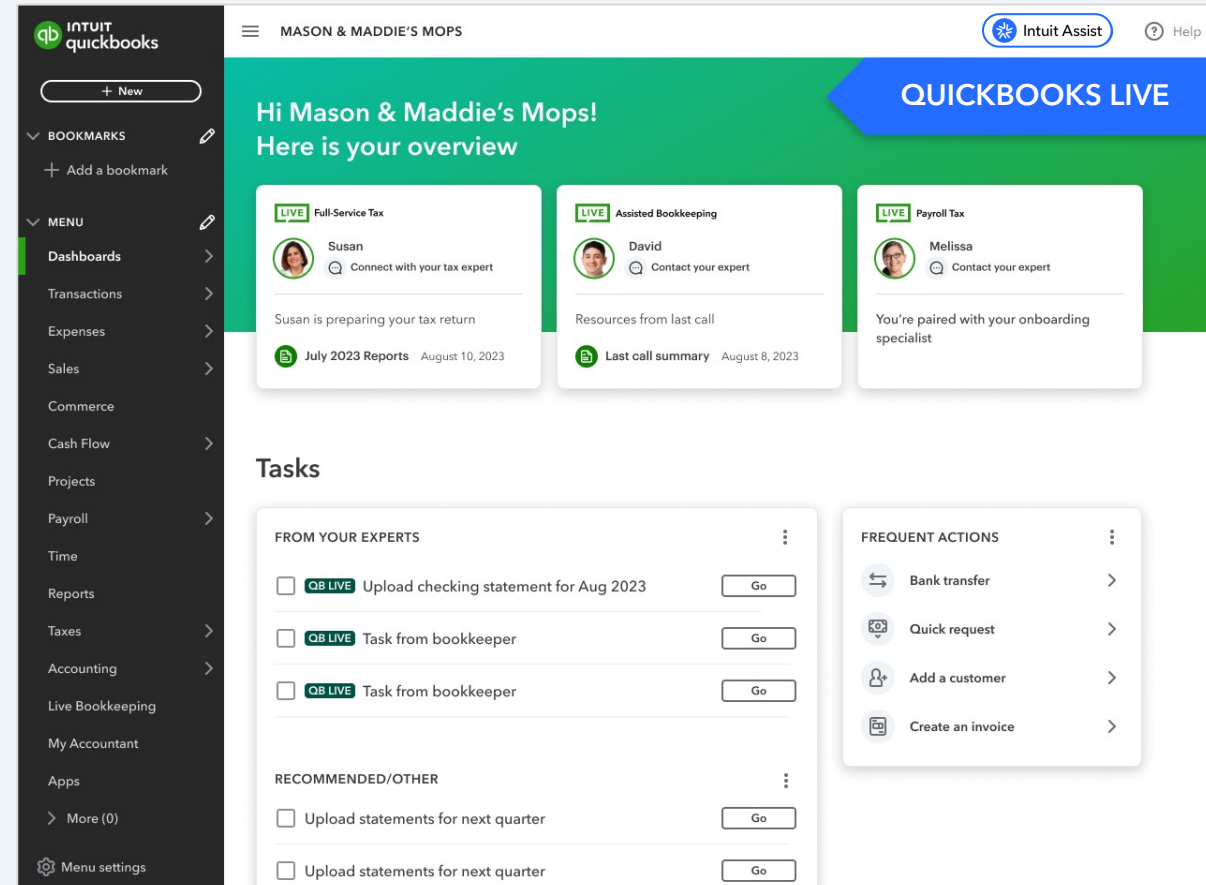 qb INTUIT
quickbooks
+ New
BOOKMARKS
Add a bookmark
MENU
Dashboards
Transactions
Expenses
Sales
Commerce
Cash Flow
Projects
Payroll
Time
Reports
Taxes
Accounting
Live Bookkeeping
My Accountant
Apps
More (0)
Menu settings
MASON & MADDIE'S MOPS
Intuit Assist
? Help
QUICKBOOKS LIVE
Hi Mason & Maddie's Mops!
Here is your overview
LIVE Full-Service Tax
Susan
Connect with your tax expert
Susan is preparing your tax return
July 2023 Reports August 10, 2023
LIVE Assisted Bookkeeping
David
Contact your expert
Resources from last call
Last call summary August 8, 2023
LIVE Payroll Tax
Melissa
Contact your expert
You're paired with your onboarding
specialist
Tasks
FROM YOUR EXPERTS
QB LIVE Upload checking statement for Aug 2023 Go
QB LIVE Task from bookkeeper Go
QB LIVE Task from bookkeeper Go
RECOMMENDED/OTHER
Upload statements for next quarter Go
Upload statements for next quarter Go
FREQUENT ACTIONS
Bank transfer
Quick request
Add a customer
Create an invoice